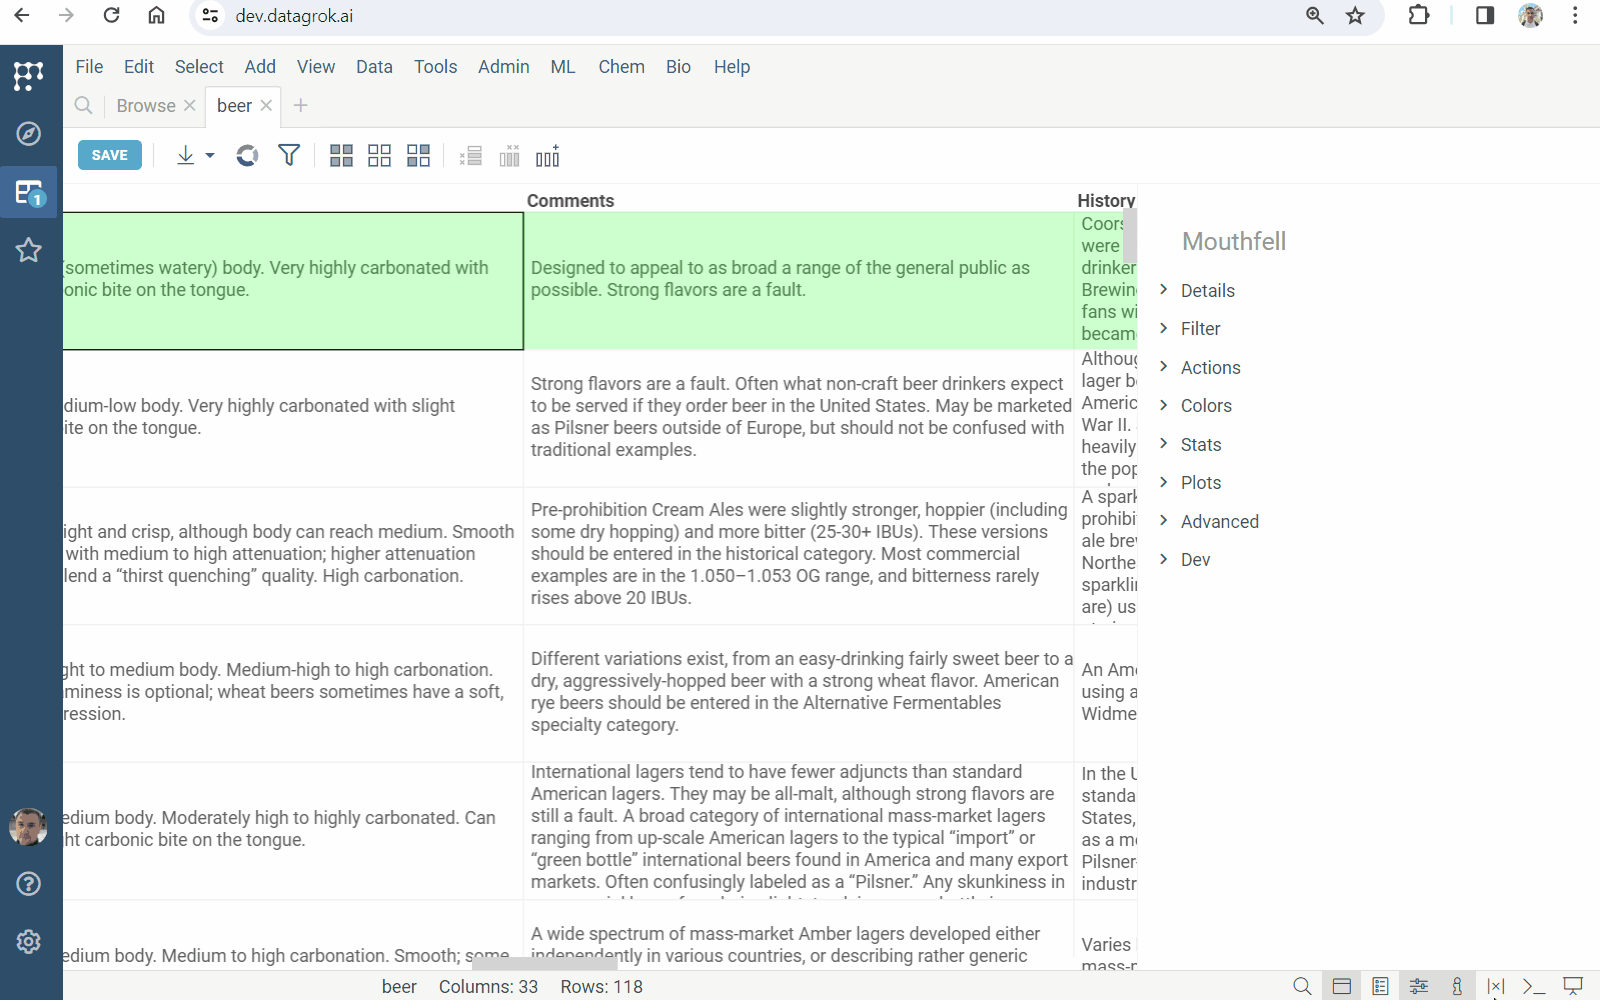 dev.datagrok.ai
File Edit Select Add View Data Tools Admin ML Chem Bio Help
Browse beer
SAVE
1
Comments History
(sometimes watery) body. Very highly carbonated with
onic bite on the tongue.
Designed to appeal to as broad a range of the general public as
possible. Strong flavors are a fault.
Coors
were
drinker
Brewin
fans wi
becam
dium-low body. Very highly carbonated with slight
ite on the tongue.
Strong flavors are a fault. Often what non-craft beer drinkers expect
to be served if they order beer in the United States. May be marketed
as Pilsner beers outside of Europe, but should not be confused with
traditional examples.
Althoug
lager b
Americ
War II.
heavily
the pop
ight and crisp, although body can reach medium. Smooth
with medium to high attenuation; higher attenuation
lend a “thirst quenching” quality. High carbonation.
Pre-prohibition Cream Ales were slightly stronger, hoppier (including
some dry hopping) and more bitter (25-30+ IBUs). These versions
should be entered in the historical category. Most commercial
examples are in the 1.050–1.053 OG range, and bitterness rarely
rises above 20 IBUs.
A spark
prohibit
ale brew
Northe
sparklin
are) us
ght to medium body. Medium-high to high carbonation.
aminess is optional; wheat beers sometimes have a soft,
ression.
Different variations exist, from an easy-drinking fairly sweet beer to a
dry, aggressively-hopped beer with a strong wheat flavor. American
rye beers should be entered in the Alternative Fermentables
specialty category.
An Ame
using a
Widme
edium body. Moderately high to highly carbonated. Can
ht carbonic bite on the tongue.
International lagers tend to have fewer adjuncts than standard
American lagers. They may be all-malt, although strong flavors are
still a fault. A broad category of international mass-market lagers
ranging from up-scale American lagers to the typical “import” or
“green bottle” international beers found in America and many export
markets. Often confusingly labeled as a “Pilsner.” Any skunkiness in
In the U
standa
States,
as a me
Pilsner-
industr
edium body. Medium to high carbonation. Smooth; some
A wide spectrum of mass-market Amber lagers developed either
independently in various countries, or describing rather generic
Varies
mass-m
Mouthfell
Details
Filter
Actions
Colors
Stats
Plots
Advanced
Dev
beer Columns: 33 Rows: 118